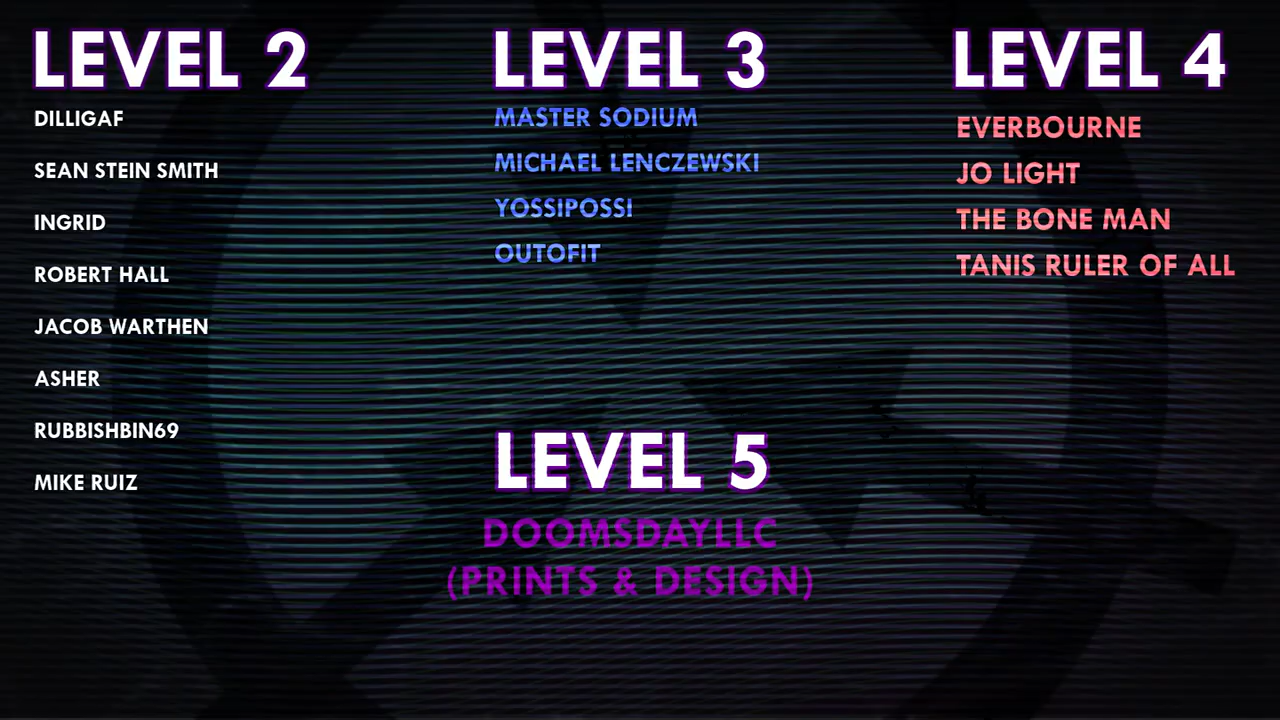 LEVEL 2
DILLIGAF
SEAN STEIN SMITH
INGRID
ROBERT HALL
JACOB WARTHEN
ASHER
RUBBISHBIN69
MIKE RUIZ
LEVEL 3
MASTER SODIUM
MICHAEL LENCZEWSKI
YOSSIPOSSI
OUTOFIT
LEVEL 4
EVERBOURNE
JO LIGHT
THE BONE MAN
TANIS RULER OF ALL
LEVEL 5
DOOMSDAYLLC
(PRINTS & DESIGN)